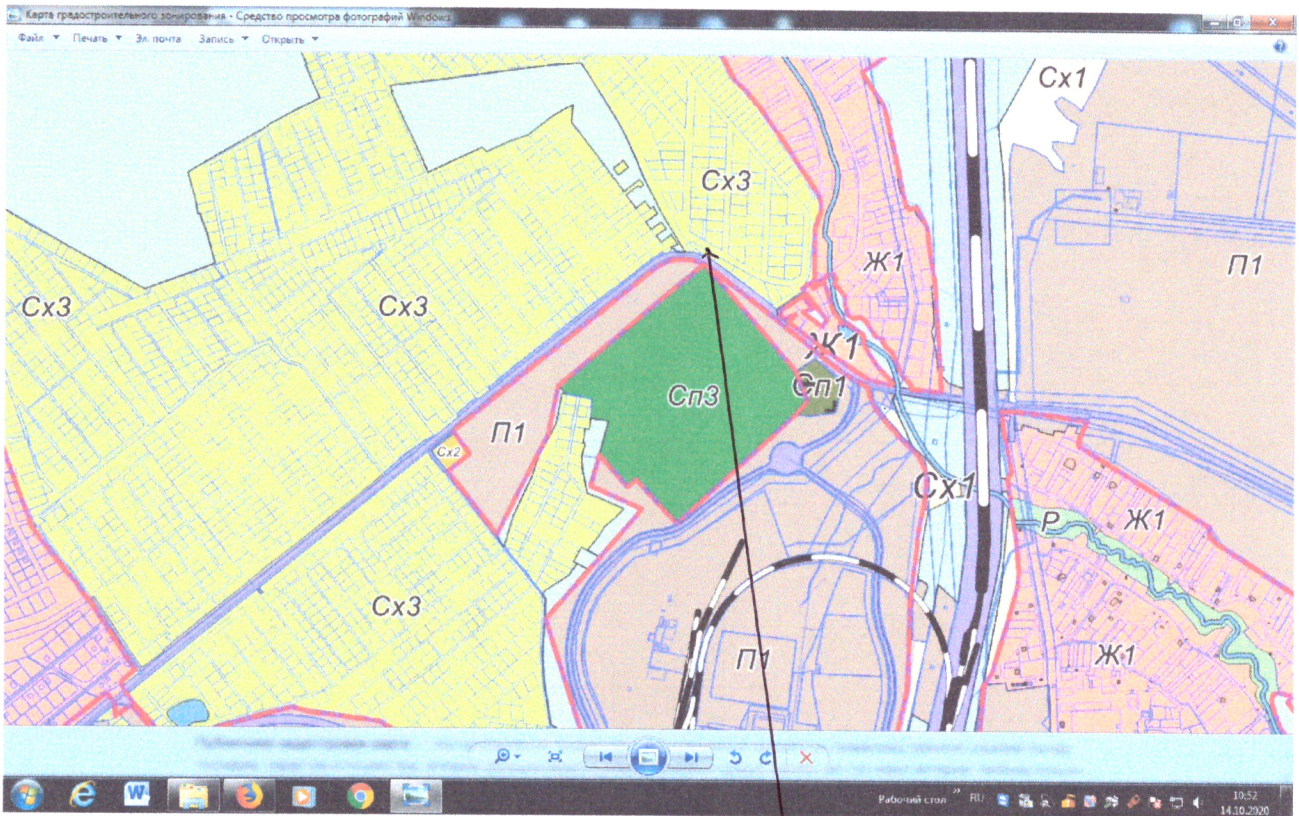 Карта градостроительного зонирования - Средство просмотра фотографий Windows
Файл Печать Эл. почта Запись Открыть
Сх1
Сх3
Ж1
П1
Сх3
Сх3
Ж1
Сп1
Сп3
П1
Сх2
Сх1
Р
Ж1
Сх3
П1
Ж1
Рабочий стол
RU
10:52
14.10.2020